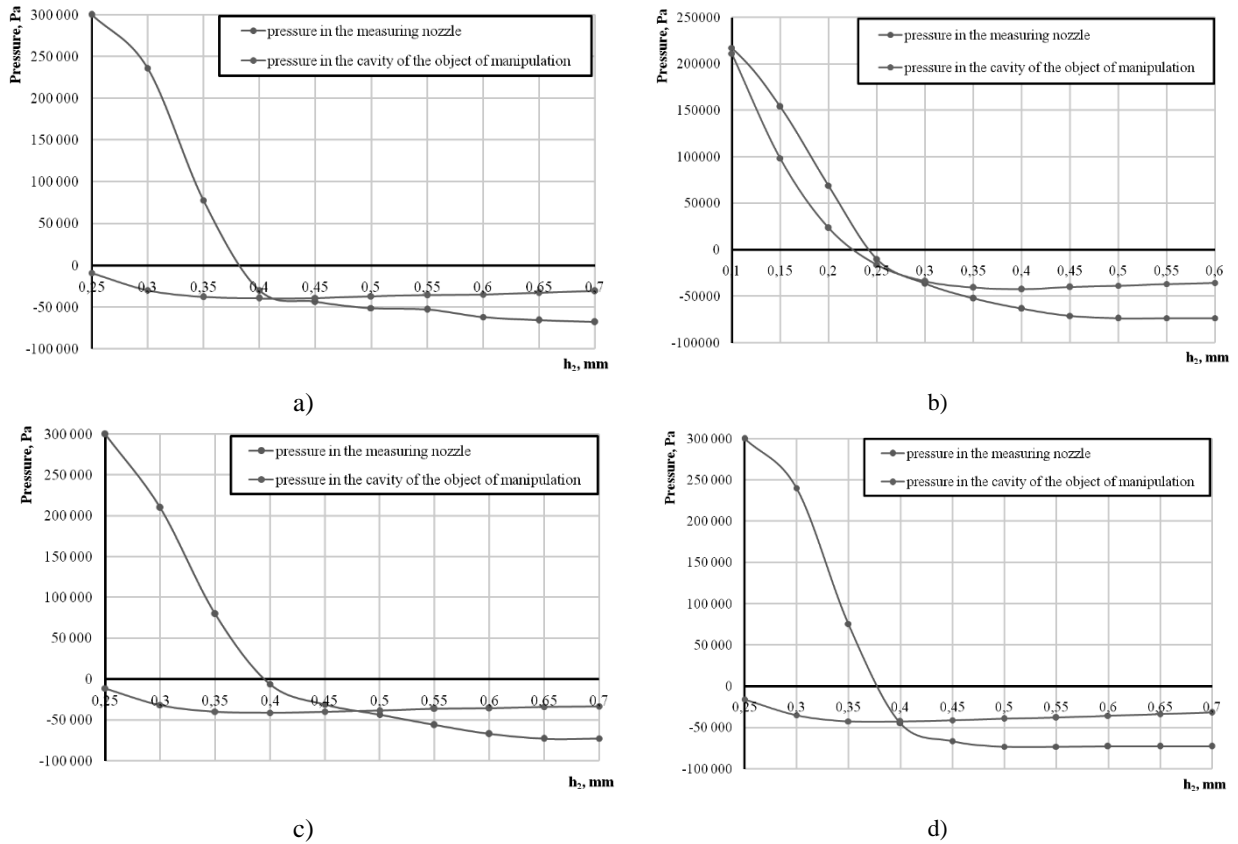 Pressure, Pa
300 000
250 000
200 000
150 000
100 000
50 000
0
-50 000
-100 000
pressure in the measuring nozzle
pressure in the cavity of the object of manipulation
0,25 0,3 0,35 0,4 0,45 0,5 0,55 0,6 0,65 0,7
h₂, mm
a)
Pressure, Pa
250000
200000
150000
100000
50000
0
-50000
-100000
pressure in the measuring nozzle
pressure in the cavity of the object of manipulation
0,1 0,15 0,2 0,25 0,3 0,35 0,4 0,45 0,5 0,55 0,6
h₂, mm
b)
Pressure, Pa
300 000
250 000
200 000
150 000
100 000
50 000
0
-50 000
-100 000
pressure in the measuring nozzle
pressure in the cavity of the object of manipulation
0,25 0,3 0,35 0,4 0,45 0,5 0,55 0,6 0,65 0,7
h₂, mm
c)
Pressure, Pa
300 000
250 000
200 000
150 000
100 000
50 000
0
-50 000
-100 000
pressure in the measuring nozzle
pressure in the cavity of the object of manipulation
0,25 0,3 0,35 0,4 0,45 0,5 0,55 0,6 0,65 0,7
h₂, mm
d)